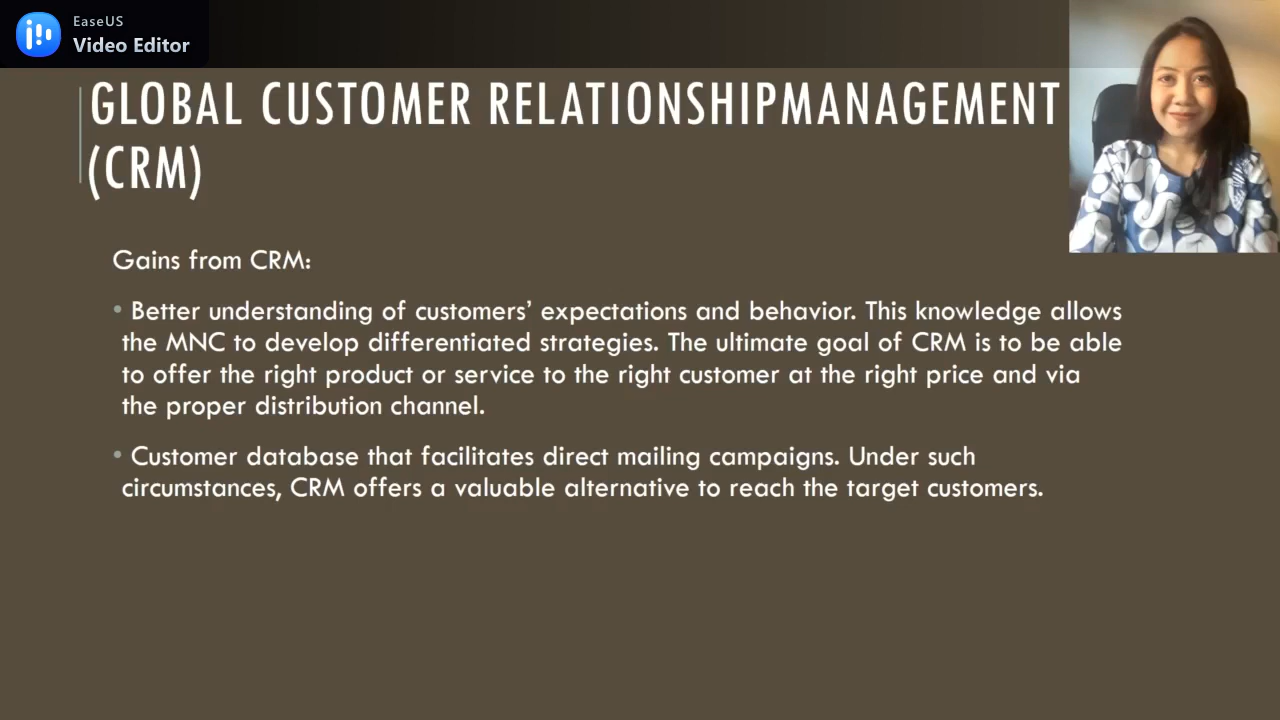 EaseUS
Video Editor
GLOBAL CUSTOMER RELATIONSHIPMANAGEMENT
(CRM)
Gains from CRM:
• Better understanding of customers’ expectations and behavior. This knowledge allows
the MNC to develop differentiated strategies. The ultimate goal of CRM is to be able
to offer the right product or service to the right customer at the right price and via
the proper distribution channel.
• Customer database that facilitates direct mailing campaigns. Under such
circumstances, CRM offers a valuable alternative to reach the target customers.